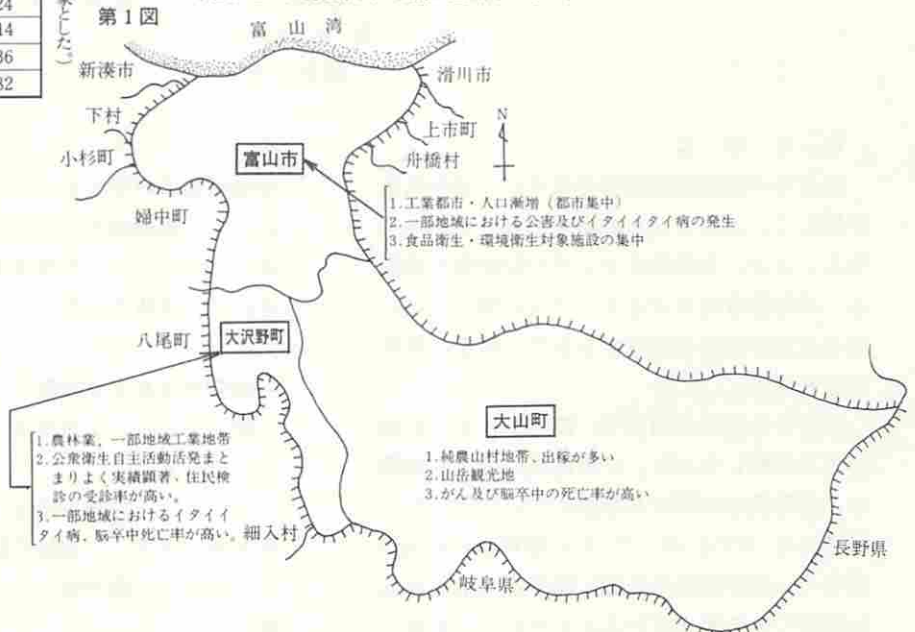 24
14
36
32
象とした。)
第1図
富山湾
新湊市
滑川市
下村
上市町
N
小杉町
富山市
舟橋村
婦中町
1.工業都市・人口漸増(都市集中)
2.一部地域における公害及びイタイイタイ病の発生
3.食品衛生・環境衛生対象施設の集中
八尾町
大沢野町
大山町
1.農林業,一部地域工業地帯
2.公衆衛生自主活動活発まと
まりよく実績顕著、住民検
診の受診率が高い。
3.一部地域におけるイタイイ
タイ病、脳卒中死亡率が高い。
1.純農山村地帯、出稼が多い
2.山岳観光地
3.がん及び脳卒中の死亡率が高い
細入村
岐阜県
長野県